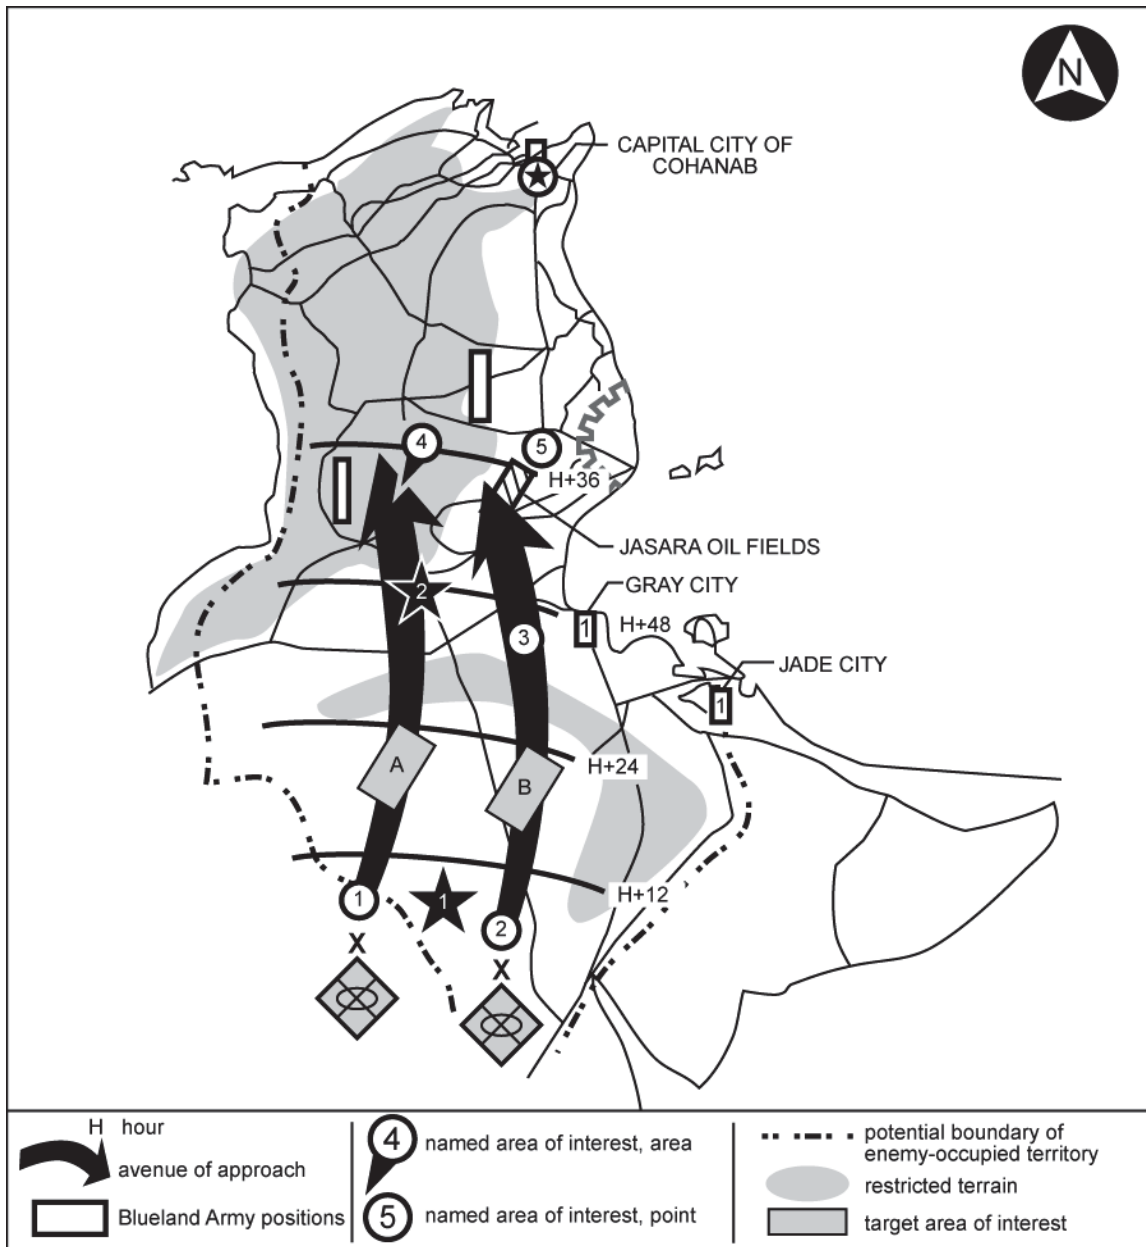 N
CAPITAL CITY OF
COHANAB
4
5
H+36
JASARA OIL FIELDS
GRAY CITY
2
1
H+48
3
JADE CITY
1
A
H+24
B
H+12
1
1
2
X
X
H hour
avenue of approach
Blueland Army positions
4 named area of interest, area
5 named area of interest, point
potential boundary of
enemy-occupied territory
restricted terrain
target area of interest